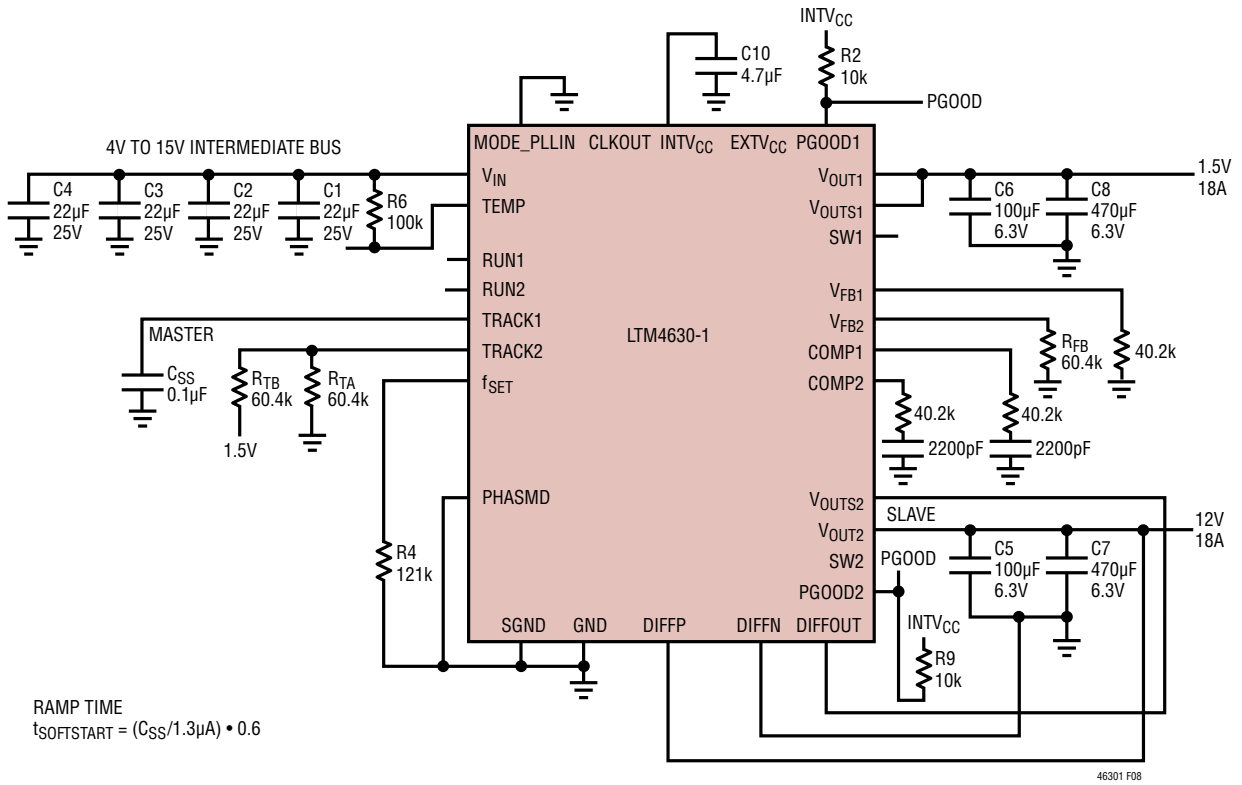 INTVCC
C10
4.7µF
R2
10k
PGOOD
4V TO 15V INTERMEDIATE BUS
MODE_PLLIN
CLKOUT
INTVCC
EXTVCC
PGOOD1
C4
22µF
25V
C3
22µF
25V
C2
22µF
25V
C1
22µF
25V
R6
100k
VIN
TEMP
RUN1
RUN2
TRACK1
TRACK2
fSET
PHASMD
MASTER
CSS
0.1µF
RTB
60.4k
RTA
60.4k
1.5V
R4
121k
LTM4630-1
VOUT1
VOUTS1
SW1
VFB1
VFB2
COMP1
COMP2
VOUTS2
VOUT2
SW2
PGOOD2
1.5V
18A
C6
100µF
6.3V
C8
470µF
6.3V
RFB
60.4k
40.2k
40.2k
2200pF
40.2k
2200pF
SLAVE
12V
18A
C5
100µF
6.3V
C7
470µF
6.3V
PGOOD
INTVCC
R9
10k
SGND
GND
DIFFP
DIFFN
DIFFOUT
RAMP TIME
tSOFTSTART = (CSS/1.3µA) • 0.6
46301 F08